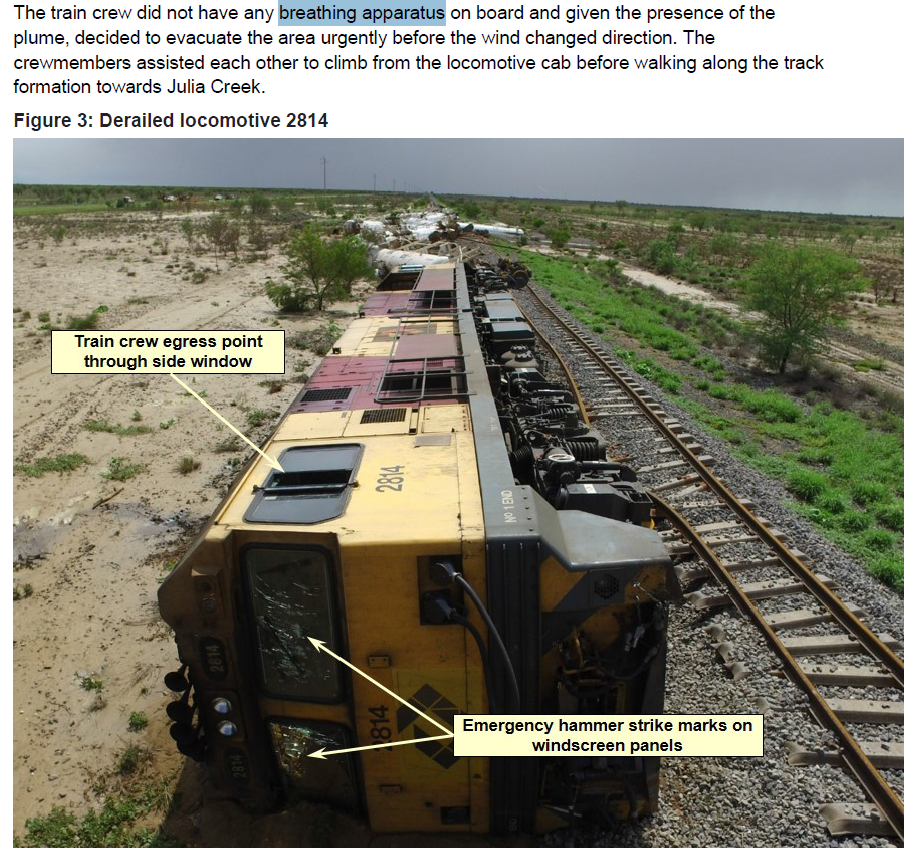 The train crew did not have any breathing apparatus on board and given the presence of the
plume, decided to evacuate the area urgently before the wind changed direction. The
crewmembers assisted each other to climb from the locomotive cab before walking along the track
formation towards Julia Creek.
Figure 3: Derailed locomotive 2814
Train crew egress point
through side window
2814
Nº 1 END
2814
2814
Emergency hammer strike marks on
windscreen panels
2814